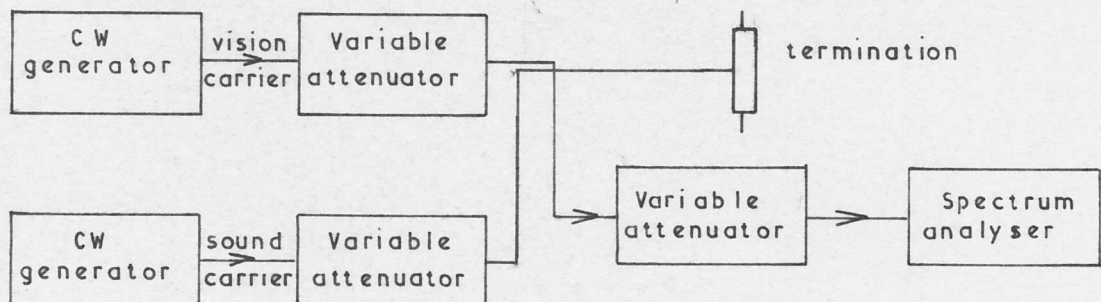 CW
generator
vision
carrier
Variable
attenuator
termination
CW
generator
sound
carrier
Variable
attenuator
Variable
attenuator
Spectrum
analyser